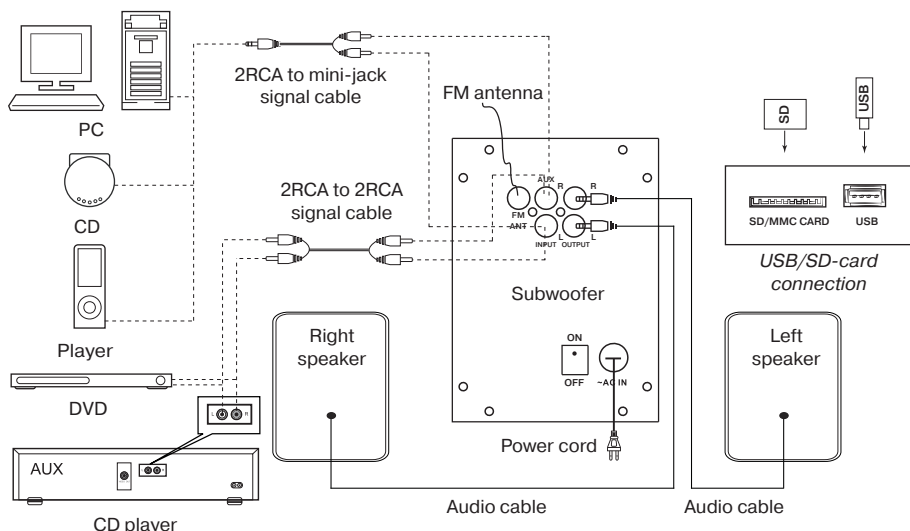 PC
2RCA to mini-jack
signal cable
FM antenna
SD
USB
CD
2RCA to 2RCA
signal cable
AUX
R
R
FM
ANT
INPUT
L
OUTPUT
L
SD/MMC CARD
USB
USB/SD-card
connection
Subwoofer
Player
Right
speaker
Left
speaker
ON
OFF
~AC IN
DVD
L
R
Power cord
AUX
Audio cable
Audio cable
CD player